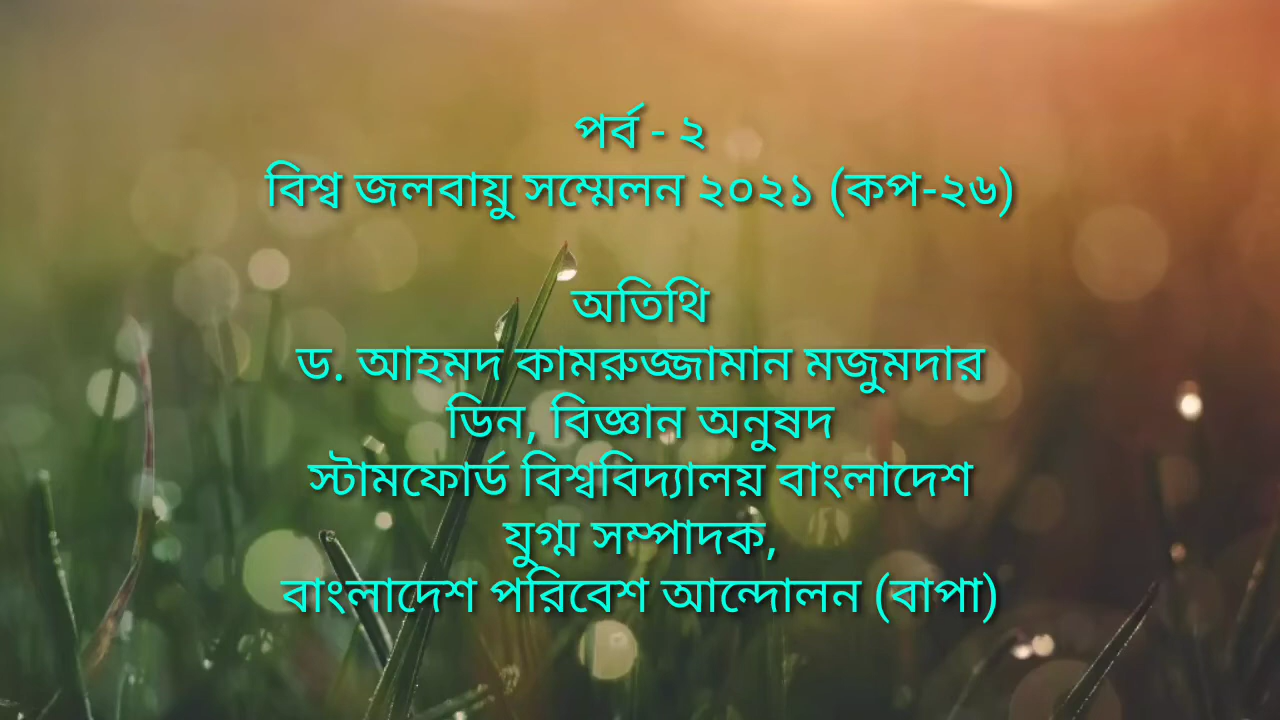 পর্ব - ২
বিশ্ব জলবায়ু সম্মেলন ২০২১ (কপ-২৬)
অতিথি
ড. আহমদ কামরুজ্জামান মজুমদার
ডিন, বিজ্ঞান অনুষদ
স্টামফোর্ড বিশ্ববিদ্যালয় বাংলাদেশ
যুগ্ম সম্পাদক,
বাংলাদেশ পরিবেশ আন্দোলন (বাপা)